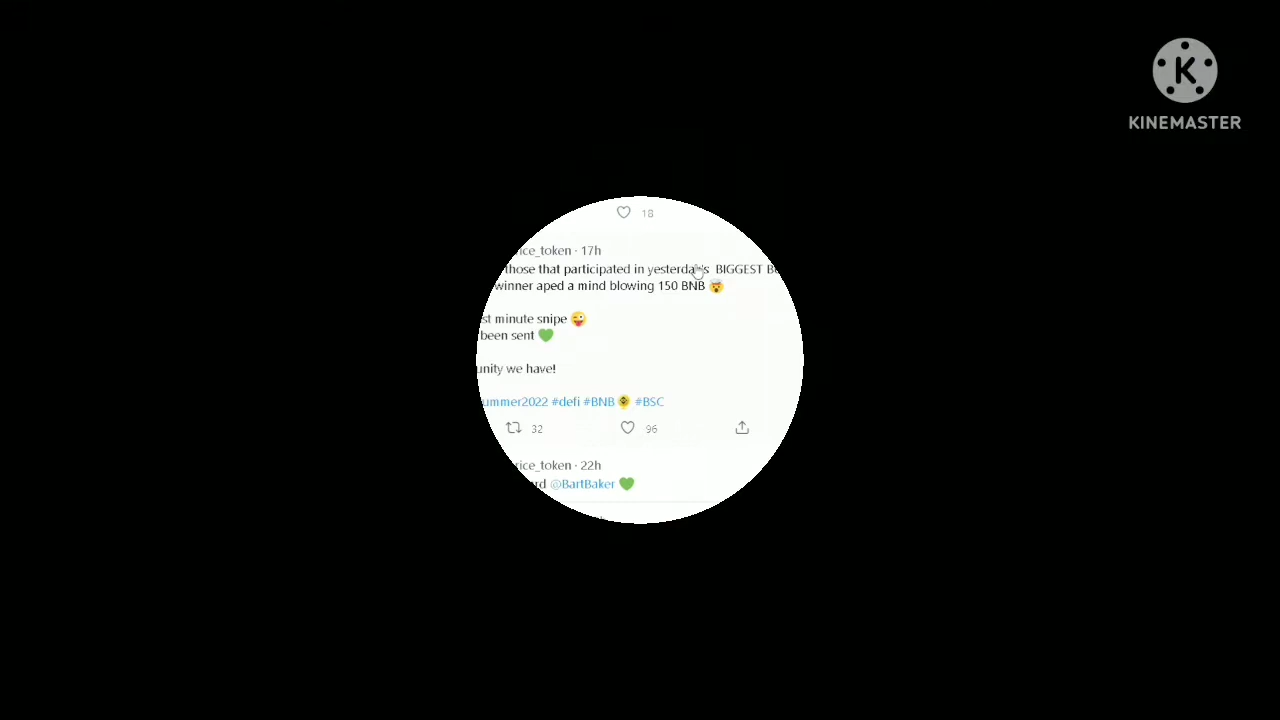 KINEMASTER
18
ice_token · 17h
those that participated in yesterday's BIGGEST
winner aped a mind blowing 150 BNB 🤯
st minute snipe 😜
been sent 💚
unity we have!
ummer2022 #defi #BNB #BSC
32 96
rice_token · 22h
rd @BartBaker 💚